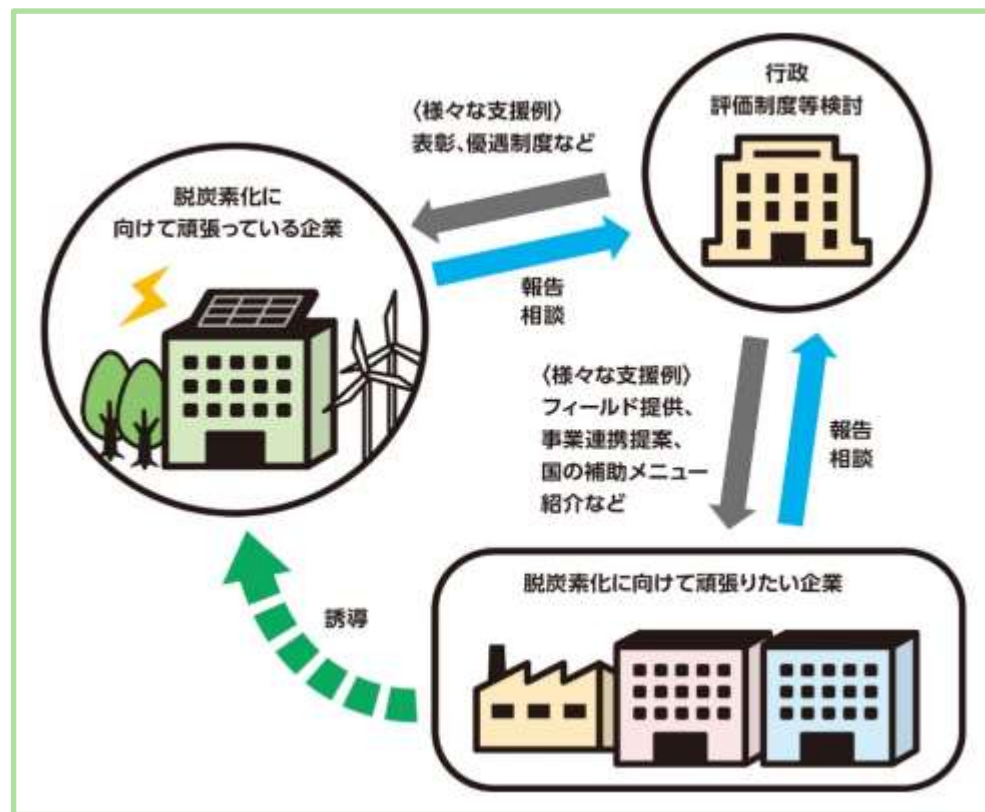 行政
評価制度等検討
〈様々な支援例〉
表彰、優遇制度など
脱炭素化に
向けて頑張っている企業
報告
相談
〈様々な支援例〉
フィールド提供、
事業連携提案、
国の補助メニュー
紹介など
報告
相談
脱炭素化に向けて頑張りたい企業
誘導